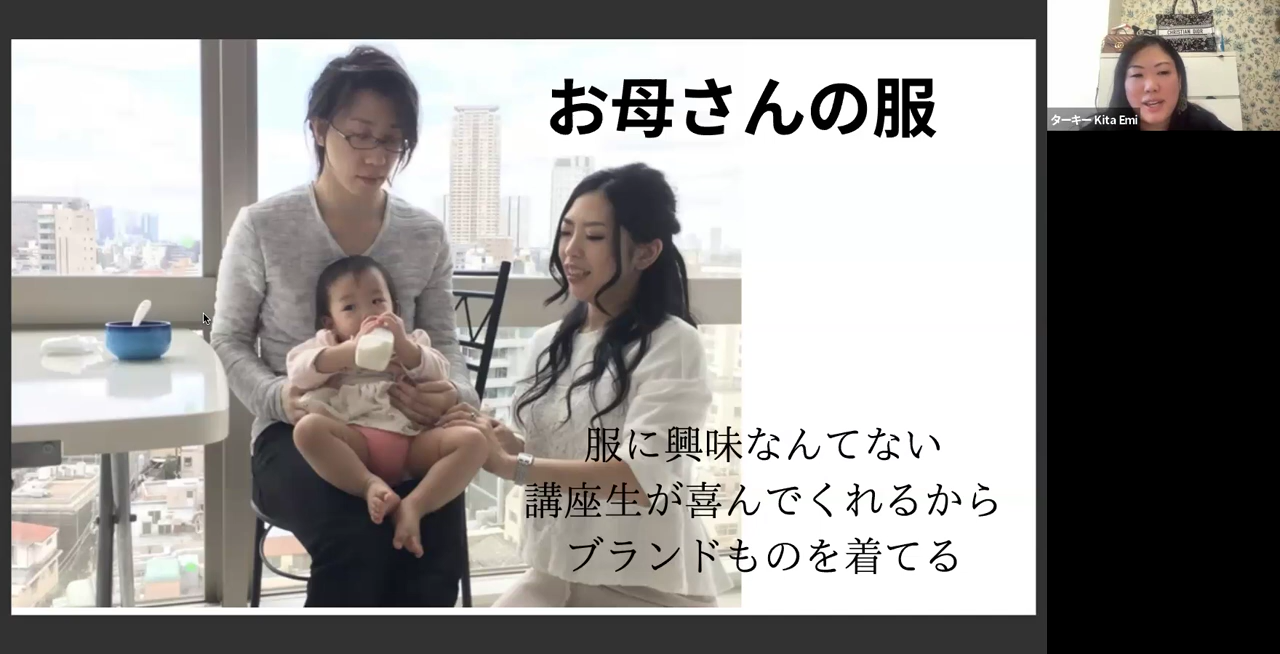 お母さんの服
服に興味なんてない
講座生が喜んでくれるから
ブランドものを着てる
CHRISTIAN DIOR
ターキー Kita Emi